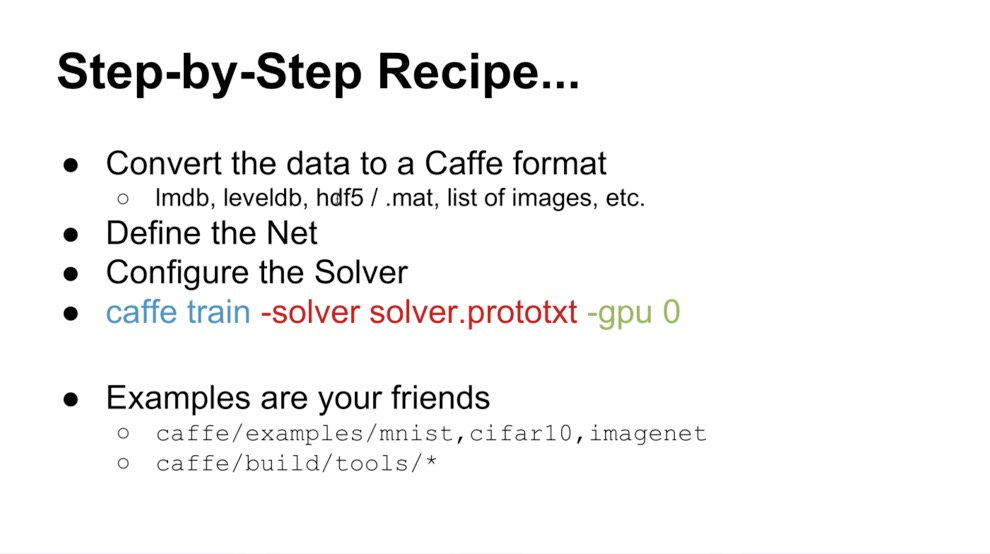 Step-by-Step Recipe...
● Convert the data to a Caffe format
○ lmdb, leveldb, hdf5 / .mat, list of images, etc.
● Define the Net
● Configure the Solver
● caffe train -solver solver.prototxt -gpu 0
● Examples are your friends
○ caffe/examples/mnist,cifar10,imagenet
○ caffe/build/tools/*